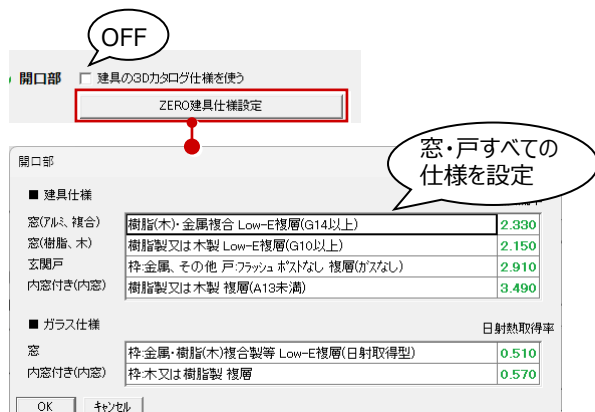 OFF
開口部 建具の3Dカタログ仕様を使う
ZERO建具仕様設定
開口部
窓・戸すべての
仕様を設定
■ 建具仕様
窓(アルミ、複合) 樹脂(木)・金属複合 Low-E複層(G14以上) 2.330
窓(樹脂、木) 樹脂製又は木製 Low-E複層(G10以上) 2.150
玄関戸 枠:金属、その他 戸:フラッシュ ポストなし 複層(ガスなし) 2.910
内窓付き(内窓) 樹脂製又は木製 複層(A13未満) 3.490
■ ガラス仕様
日射熱取得率
窓 枠:金属・樹脂(木)複合製等 Low-E複層(日射取得型) 0.510
内窓付き(内窓) 枠:木又は樹脂製 複層 0.570
OK キャンセル